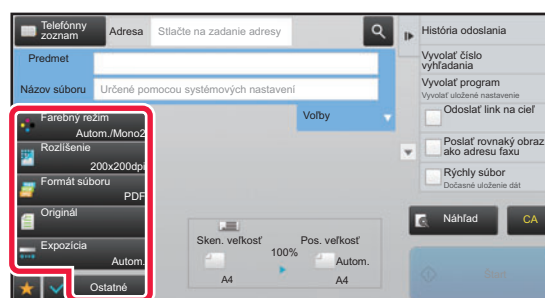 Telefónny
zoznam
Adresa
Stlačte na zadanie adresy
Predmet
Názov súboru
Určené pomocou systémových nastavení
Farebný režim
Autom./Mono2
Rozlíšenie
200x200dpi
Formát súboru
PDF
Originál
Expozícia
Autom.
Ostatné
Voľby
Sken. veľkosť
100%
Pos. veľkosť
Autom.
A4
A4
História odoslania
Vyvolať číslo
vyhľadania
Vyvolať program
Vyvolať uložené nastavenie
Odoslať link na cieľ
Poslať rovnaký obraz
ako adresu faxu
Rýchly súbor
Dočasné uloženie dát
Náhľad
CA
Štart